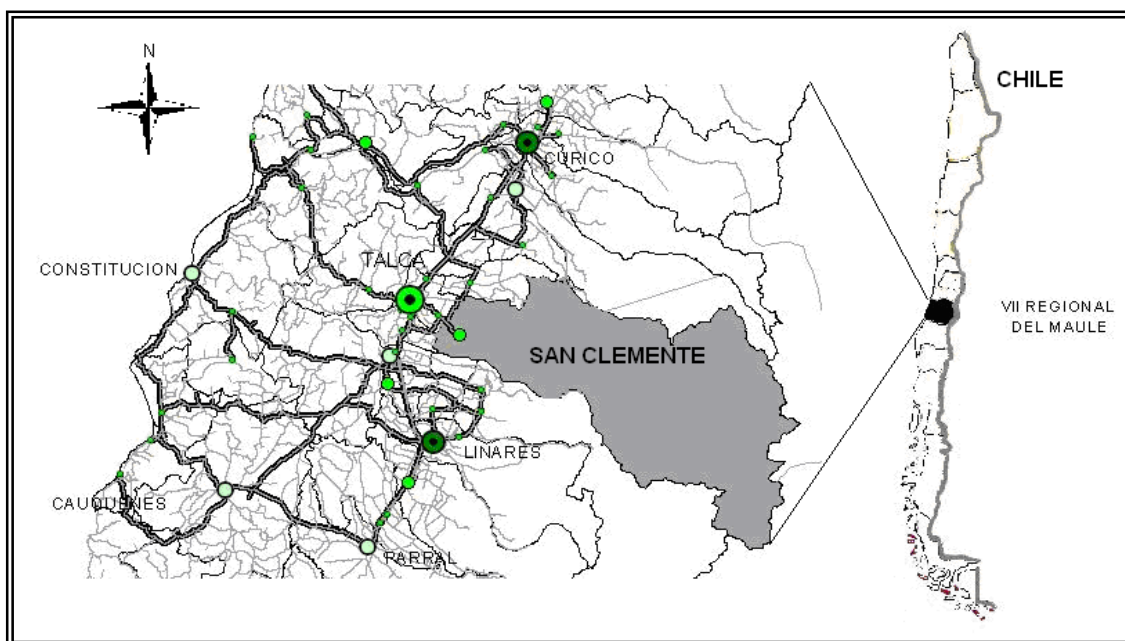 N
CHILE
CURICO
TALCA
CONSTITUCION
VII REGIONAL
DEL MAULE
SAN CLEMENTE
LINARES
CAUQUENES
PARRAL